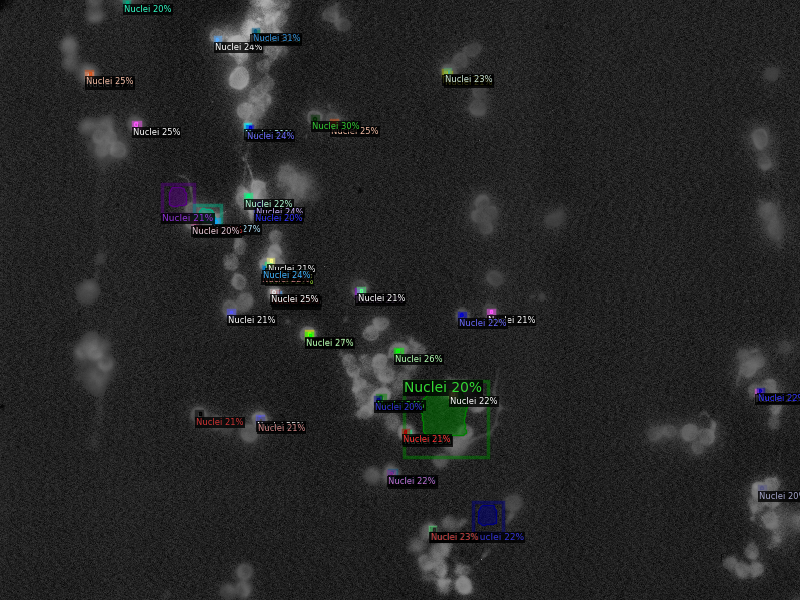 Nuclei 20%
Nuclei 31%
Nuclei 24%
Nuclei 23%
Nuclei 25%
Nuclei 30%
Nuclei 25%
Nuclei 25%
Nuclei 24%
Nuclei 22%
Nuclei 24%
Nuclei 21%
Nuclei 20%
Nuclei 20%
27%
Nuclei 21%
Nuclei 24%
Nuclei 25%
Nuclei 21%
Nuclei 21%
Nuclei 22%
21%
Nuclei 27%
Nuclei 26%
Nuclei 20%
Nuclei 22%
Nuclei 22%
Nuclei 20%
Nuclei 21%
Nuclei 21%
Nuclei 21%
Nuclei 22%
Nuclei 20%
Nuclei 23%
uclei 22%